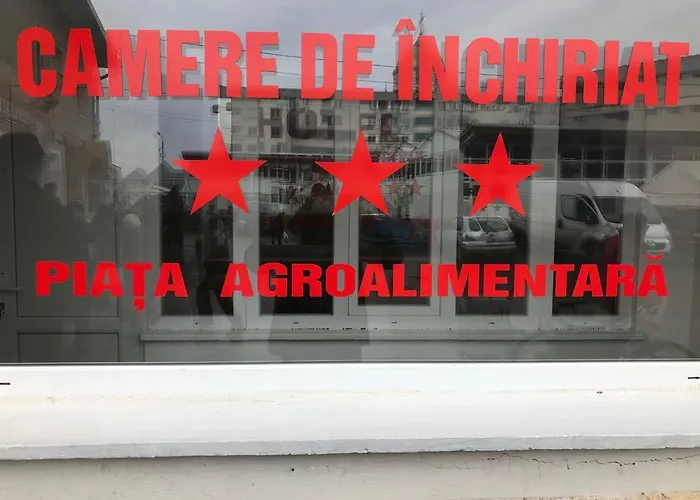 CAMERE DE ÎNCHIRIAT
PIAȚA AGROALIMENTARĂ